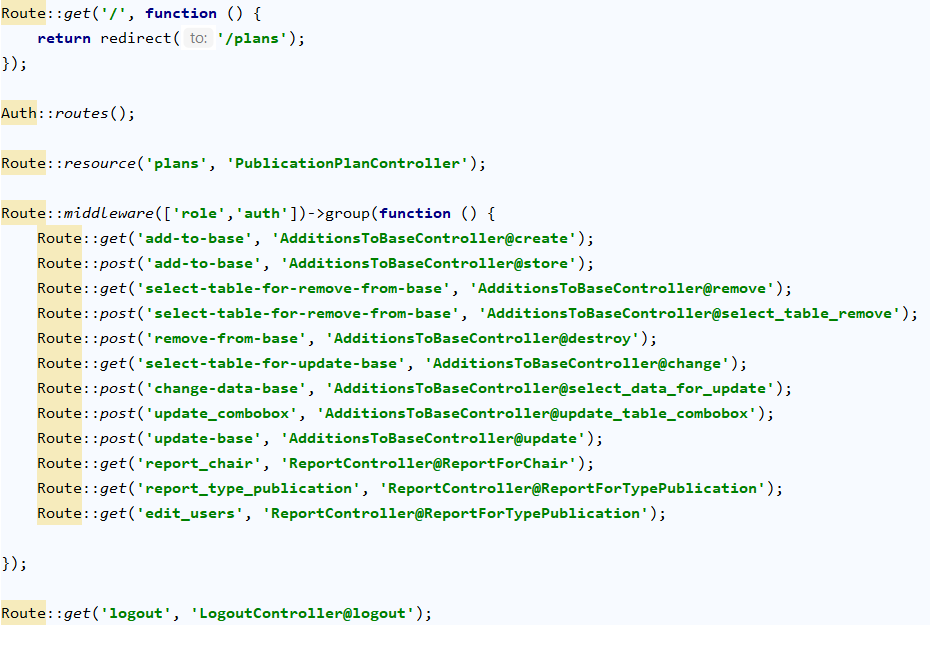 Route::get('/', function () {
    return redirect( to: '/plans');
});

Auth::routes();

Route::resource('plans', 'PublicationPlanController');

Route::middleware(['role','auth'])->group(function () {
    Route::get('add-to-base', 'AdditionsToBaseController@create');
    Route::post('add-to-base', 'AdditionsToBaseController@store');
    Route::get('select-table-for-remove-from-base', 'AdditionsToBaseController@remove');
    Route::post('select-table-for-remove-from-base', 'AdditionsToBaseController@select_table_remove');
    Route::post('remove-from-base', 'AdditionsToBaseController@destroy');
    Route::get('select-table-for-update-base', 'AdditionsToBaseController@change');
    Route::post('change-data-base', 'AdditionsToBaseController@select_data_for_update');
    Route::post('update_combobox', 'AdditionsToBaseController@update_table_combobox');
    Route::post('update-base', 'AdditionsToBaseController@update');
    Route::get('report_chair', 'ReportController@ReportForChair');
    Route::get('report_type_publication', 'ReportController@ReportForTypePublication');
    Route::get('edit_users', 'ReportController@ReportForTypePublication');

});

Route::get('logout', 'LogoutController@logout');